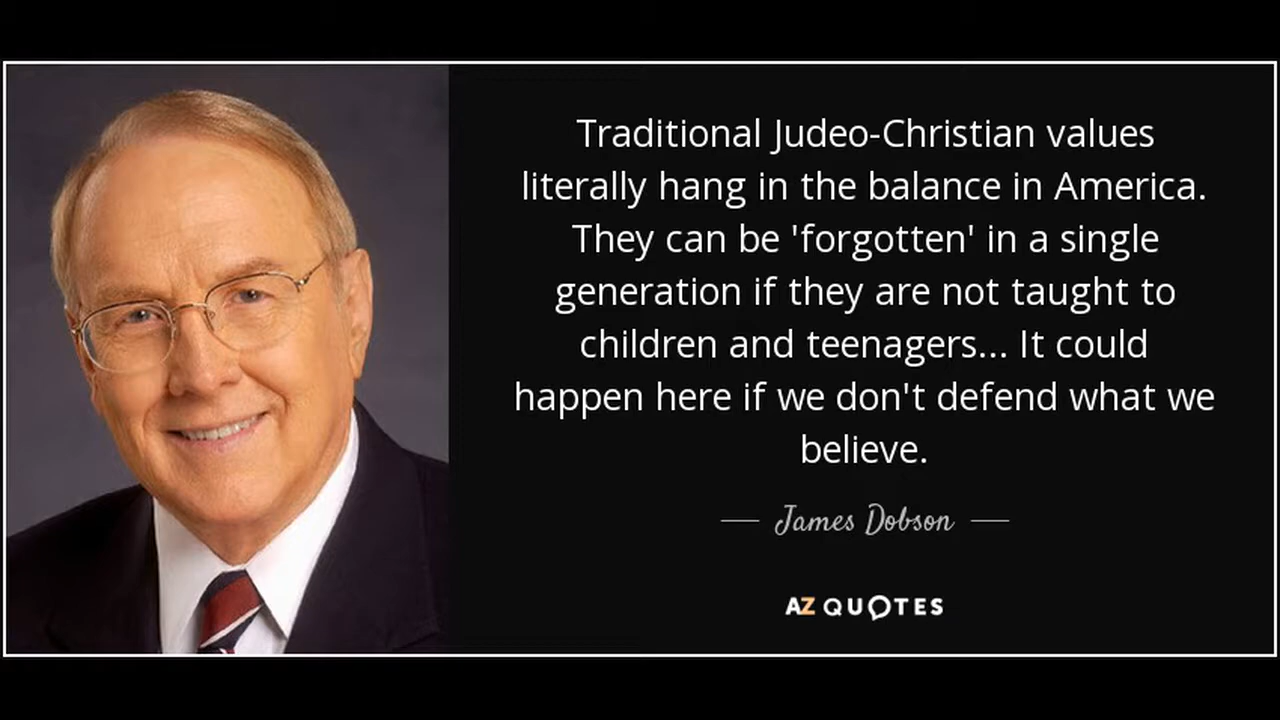 Traditional Judeo-Christian values
literally hang in the balance in America.
They can be 'forgotten' in a single
generation if they are not taught to
children and teenagers... It could
happen here if we don't defend what we
believe.
James Dobson
AZ QUOTES